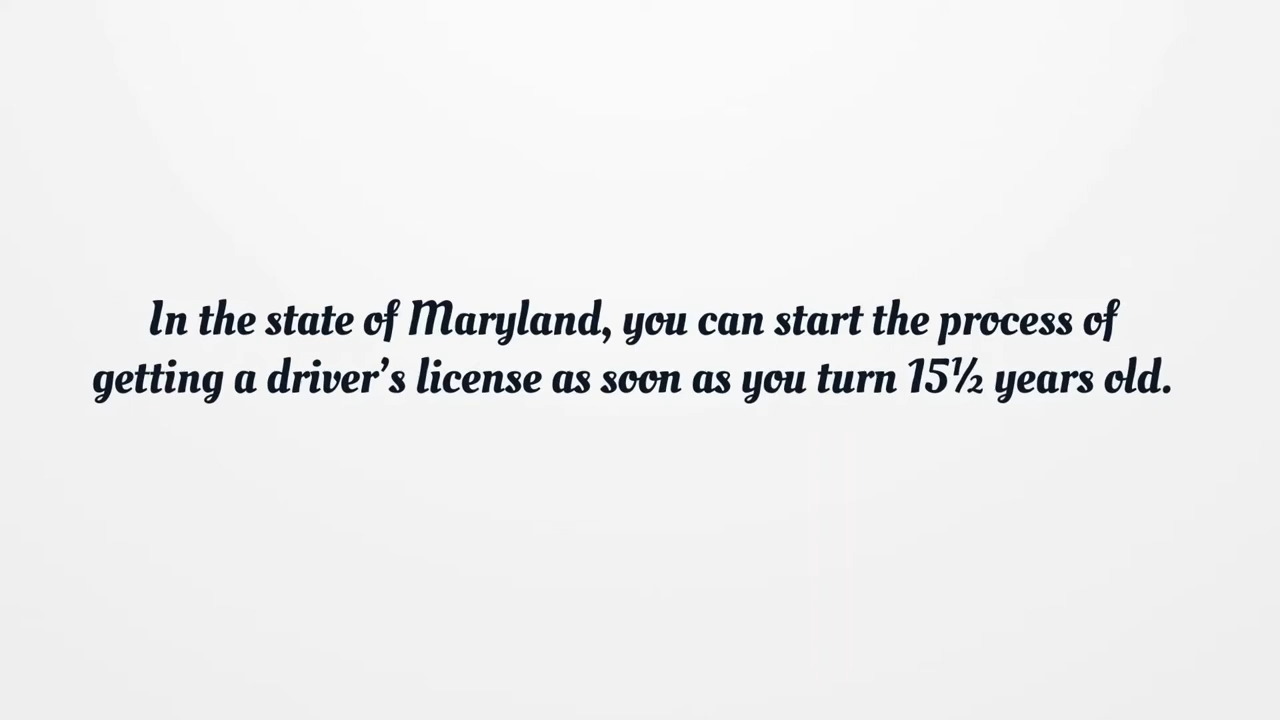 In the state of Maryland, you can start the process of
getting a driver’s license as soon as you turn 15½ years old.